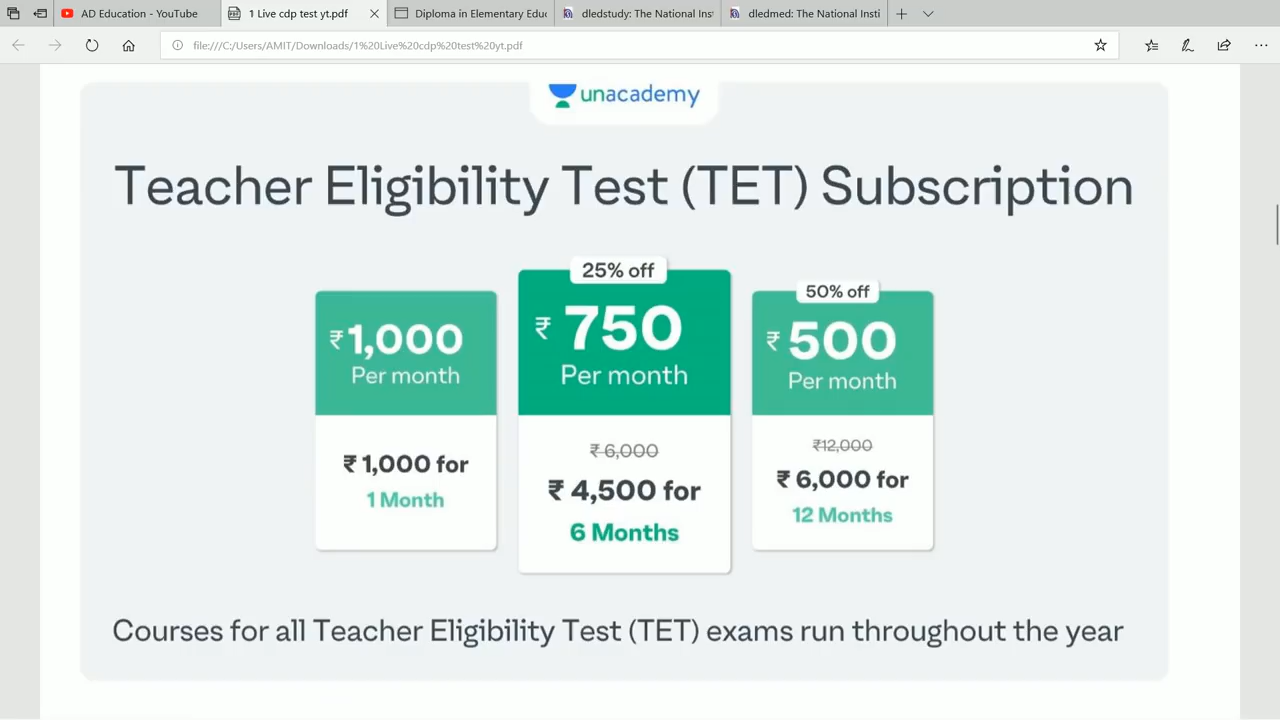 AD Education - YouTube
1 Live cdp test yt.pdf
Diploma in Elementary Educ
dledstudy: The National Ins
dledmed: The National Insti
file:///C:/Users/AMIT/Downloads/1%20Live%20cdp%20test%20yt.pdf
unacademy
Teacher Eligibility Test (TET) Subscription
₹1,000
Per month
₹ 1,000 for
1 Month
25% off
₹ 750
Per month
₹ 6,000
₹ 4,500 for
6 Months
50% off
₹ 500
Per month
₹12,000
₹ 6,000 for
12 Months
Courses for all Teacher Eligibility Test (TET) exams run throughout the year